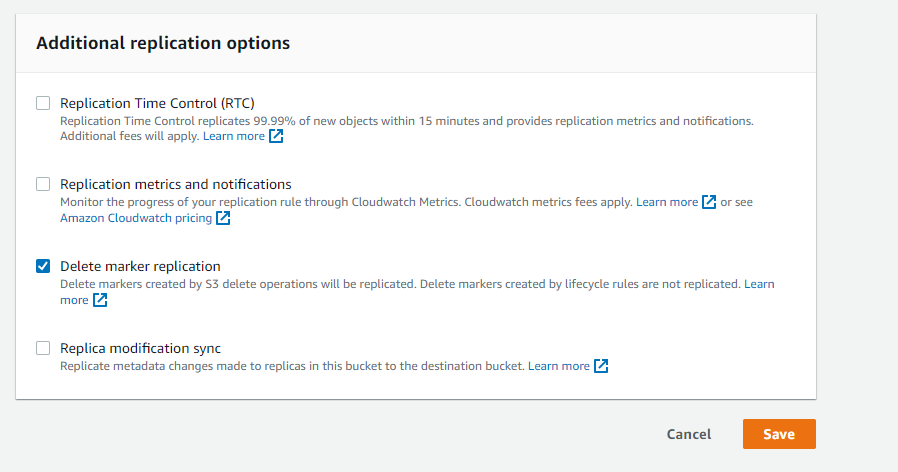 Additional replication options
Replication Time Control (RTC)
Replication Time Control replicates 99.99% of new objects within 15 minutes and provides replication metrics and notifications.
Additional fees will apply. Learn more
Replication metrics and notifications
Monitor the progress of your replication rule through Cloudwatch Metrics. Cloudwatch metrics fees apply. Learn more or see
Amazon Cloudwatch pricing
Delete marker replication
Delete markers created by S3 delete operations will be replicated. Delete markers created by lifecycle rules are not replicated. Learn
more
Replica modification sync
Replicate metadata changes made to replicas in this bucket to the destination bucket. Learn more
Cancel Save